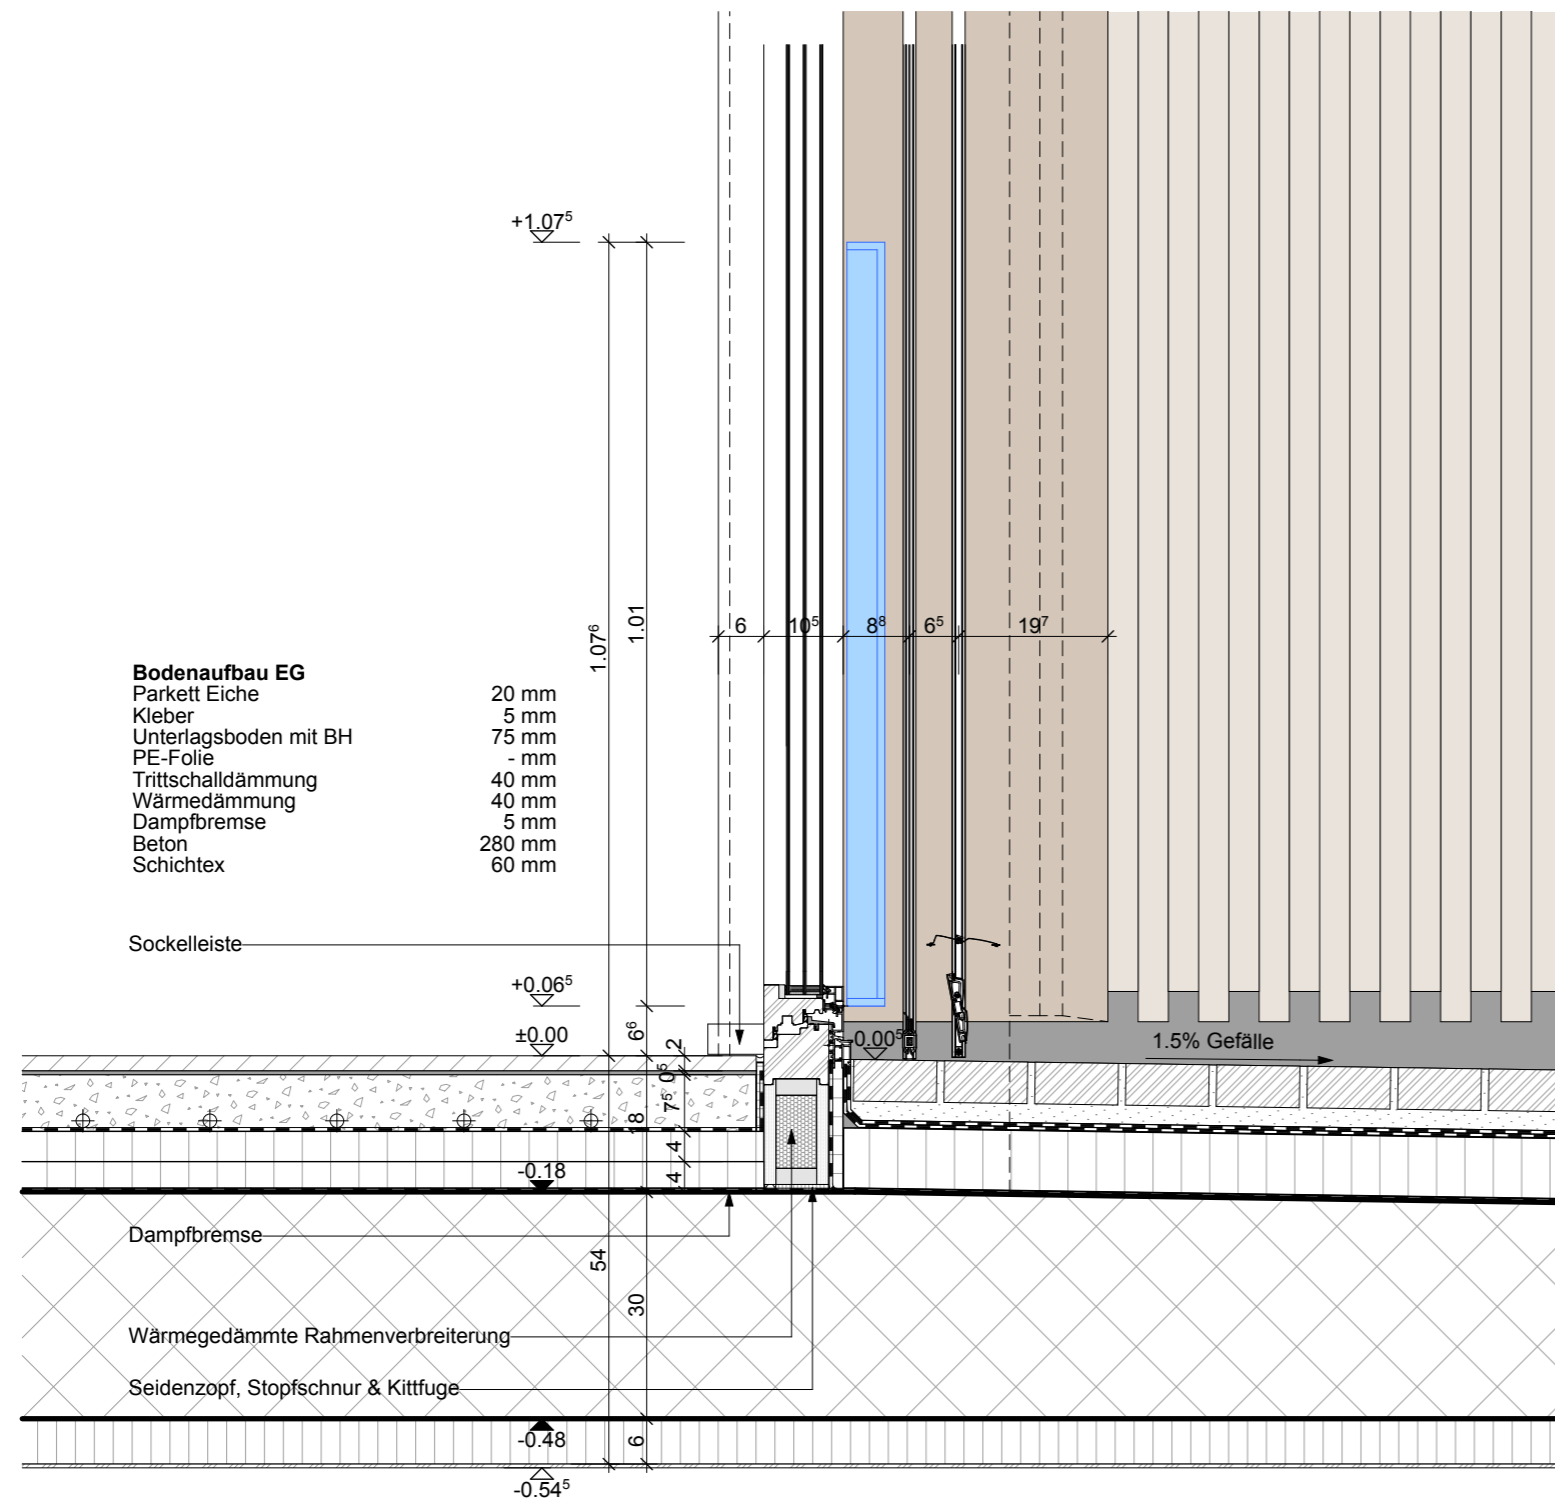 +1.07⁵
6
10⁵
8⁸
6⁵
19⁷
1.07⁶
1.01
Bodenaufbau EG
Parkett Eiche 20 mm
Kleber 5 mm
Unterlagsboden mit BH 75 mm
PE-Folie - mm
Trittschalldämmung 40 mm
Wärmedämmung 40 mm
Dampfbremse 5 mm
Beton 280 mm
Schichtex 60 mm
Sockelleiste
+0.06⁵
±0.00
6⁶
2
-0.00⁵
1.5% Gefälle
0⁵
7⁵
18
4
4
-0.18
Dampfbremse
54
30
Wärmegedämmte Rahmenverbreiterung
Seidenzopf, Stopfschnur & Kittfuge
-0.48
6
-0.54⁵